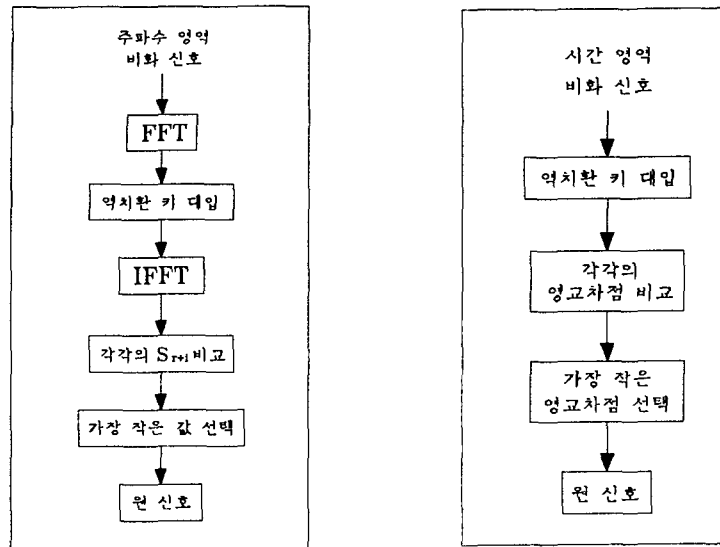 주파수 영역
비화 신호
FFT
역치환 키 대입
IFFT
각각의 Sr+i 비교
가장 작은 값 선택
원 신호
시간 영역
비화 신호
역치환 키 대입
각각의
영교차점 비교
가장 작은
영교차점 선택
원 신호